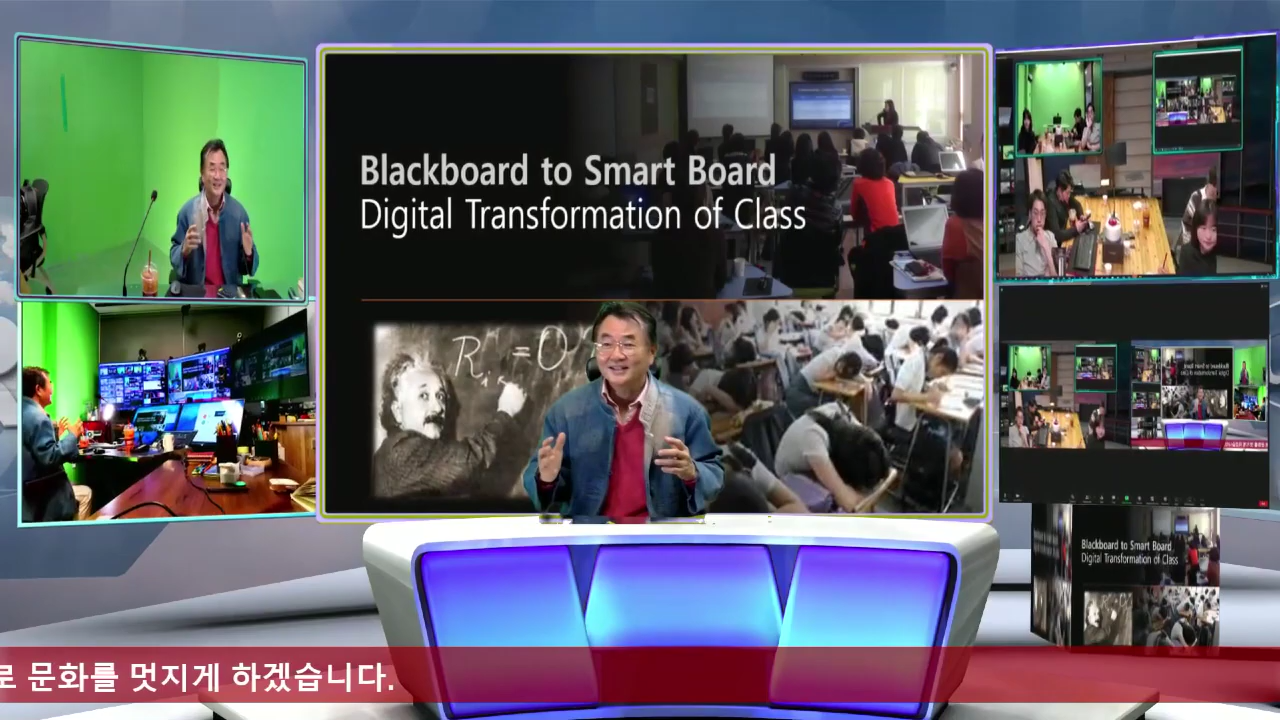 Blackboard to Smart Board
Digital Transformation of Class
R = 0
Blackboard to Smart Board
Digital Transformation of Class
로 문화를 멋지게 하겠습니다.